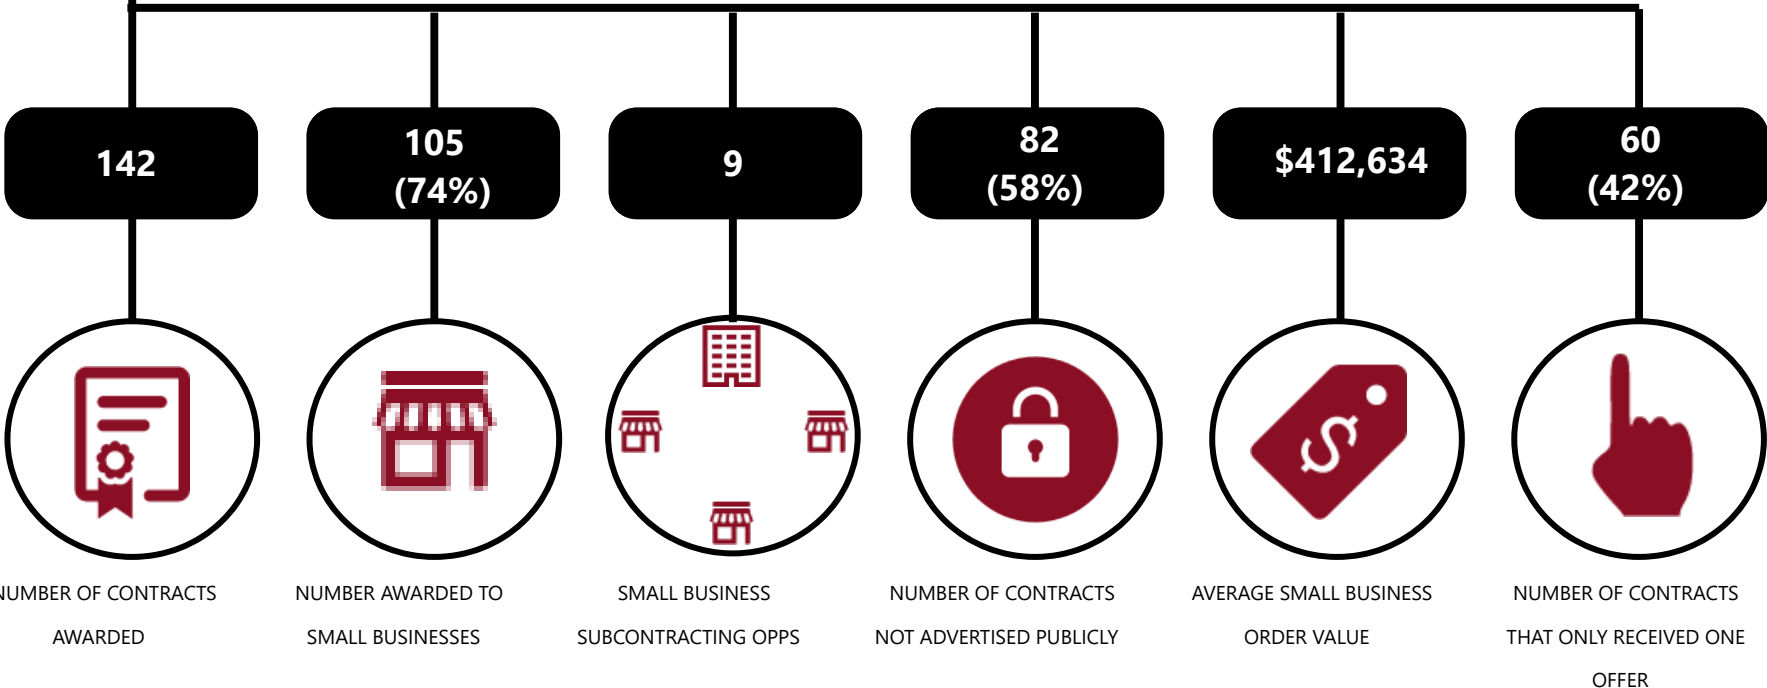 142
105
(74%)
9
82
(58%)
$412,634
60
(42%)
NUMBER OF CONTRACTS
AWARDED
NUMBER AWARDED TO
SMALL BUSINESSES
SMALL BUSINESS
SUBCONTRACTING OPPS
NUMBER OF CONTRACTS
NOT ADVERTISED PUBLICLY
AVERAGE SMALL BUSINESS
ORDER VALUE
NUMBER OF CONTRACTS
THAT ONLY RECEIVED ONE
OFFER